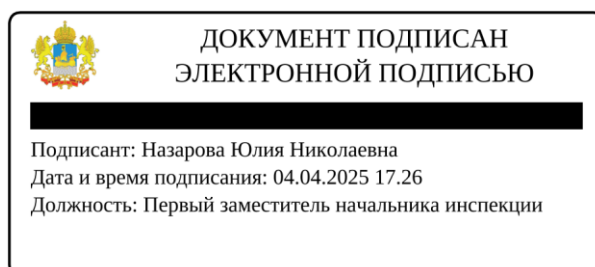 ДОКУМЕНТ ПОДПИСАН
ЭЛЕКТРОННОЙ ПОДПИСЬЮ
Подписант: Назарова Юлия Николаевна
Дата и время подписания: 04.04.2025 17.26
Должность: Первый заместитель начальника инспекции